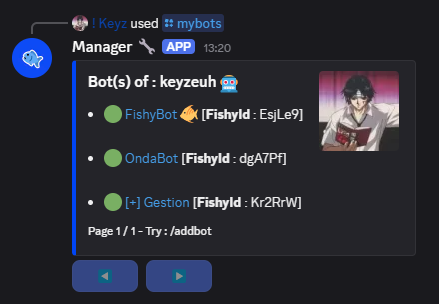 ! Keyz used mybots
Manager 🔧 APP 13:20
Bot(s) of : keyzeuh 🤖
• 🟢 FishyBot 🐠 [FishyId : EsjLe9]
• 🟢 OndaBot [FishyId : dgA7Pf]
• 🟢 [+] Gestion [FishyId : Kr2RrW]
Page 1 / 1 - Try : /addbot